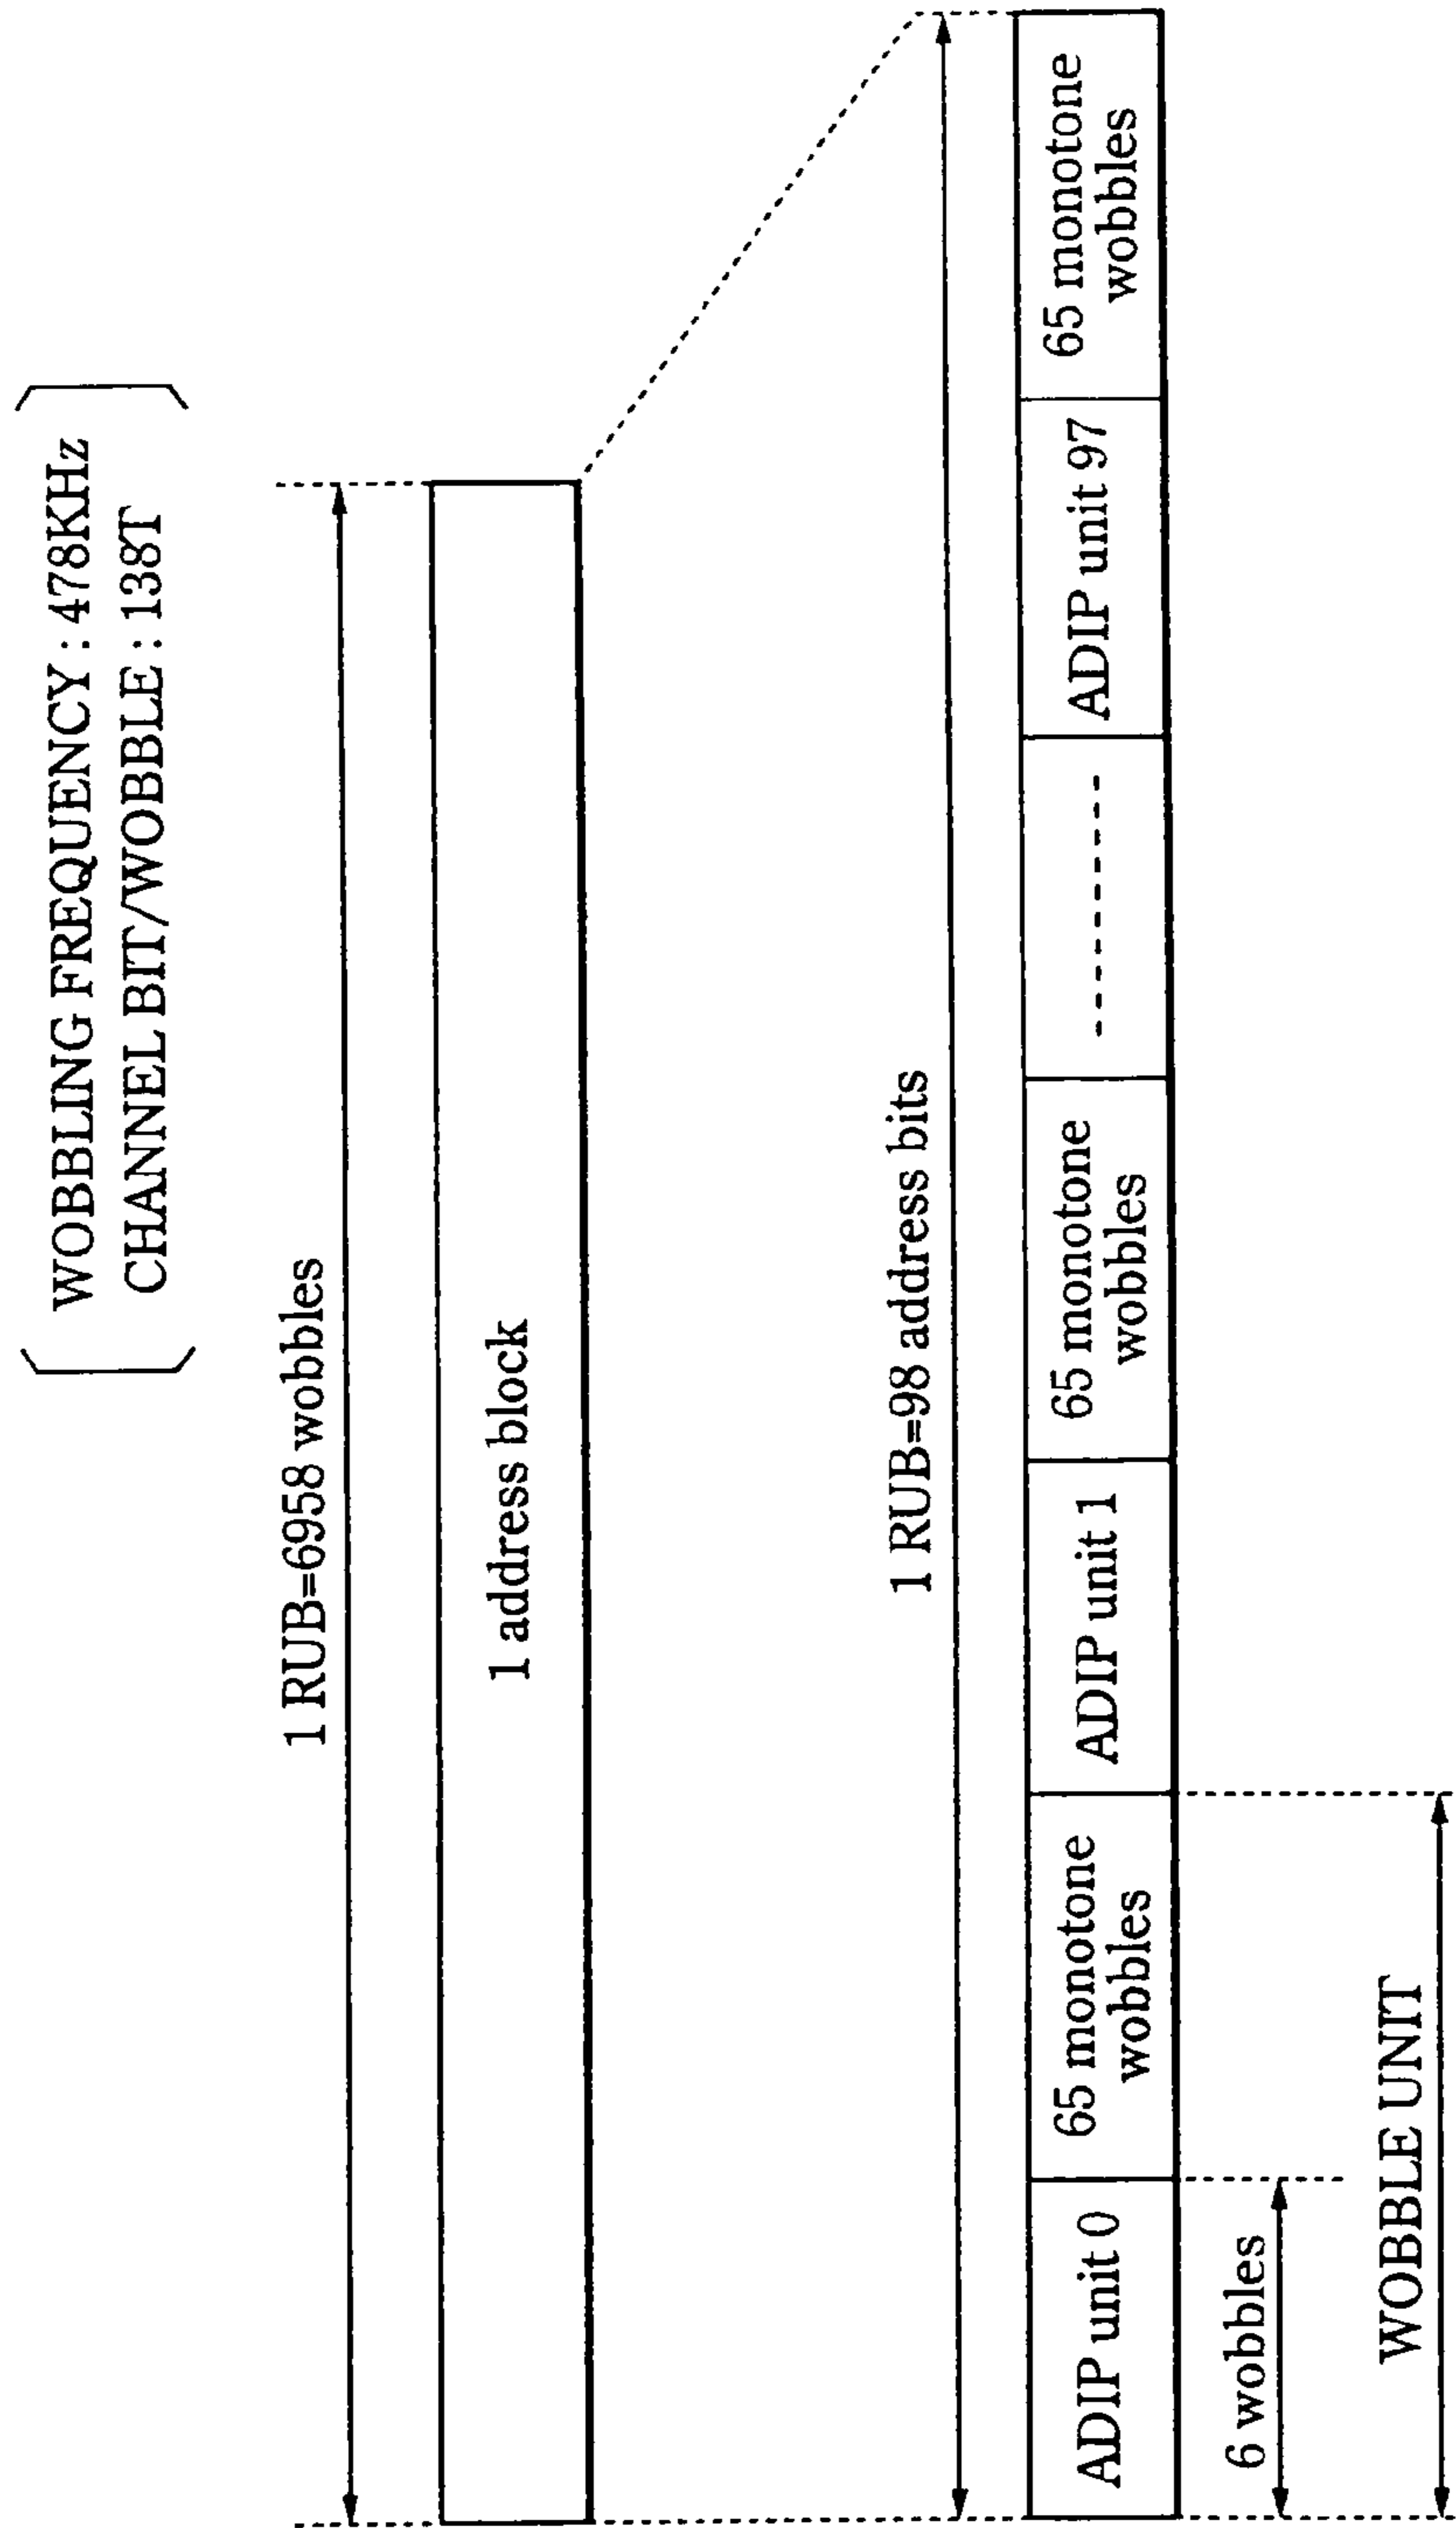 WOBBLING FREQUENCY : 478KHz
CHANNEL BIT/WOBBLE : 138T
1 RUB=6958 wobbles
1 address block
1 RUB=98 address bits
ADIP unit 0
65 monotone
wobbles
ADIP unit 1
65 monotone
wobbles
ADIP unit 97
65 monotone
wobbles
6 wobbles
WOBBLE UNIT